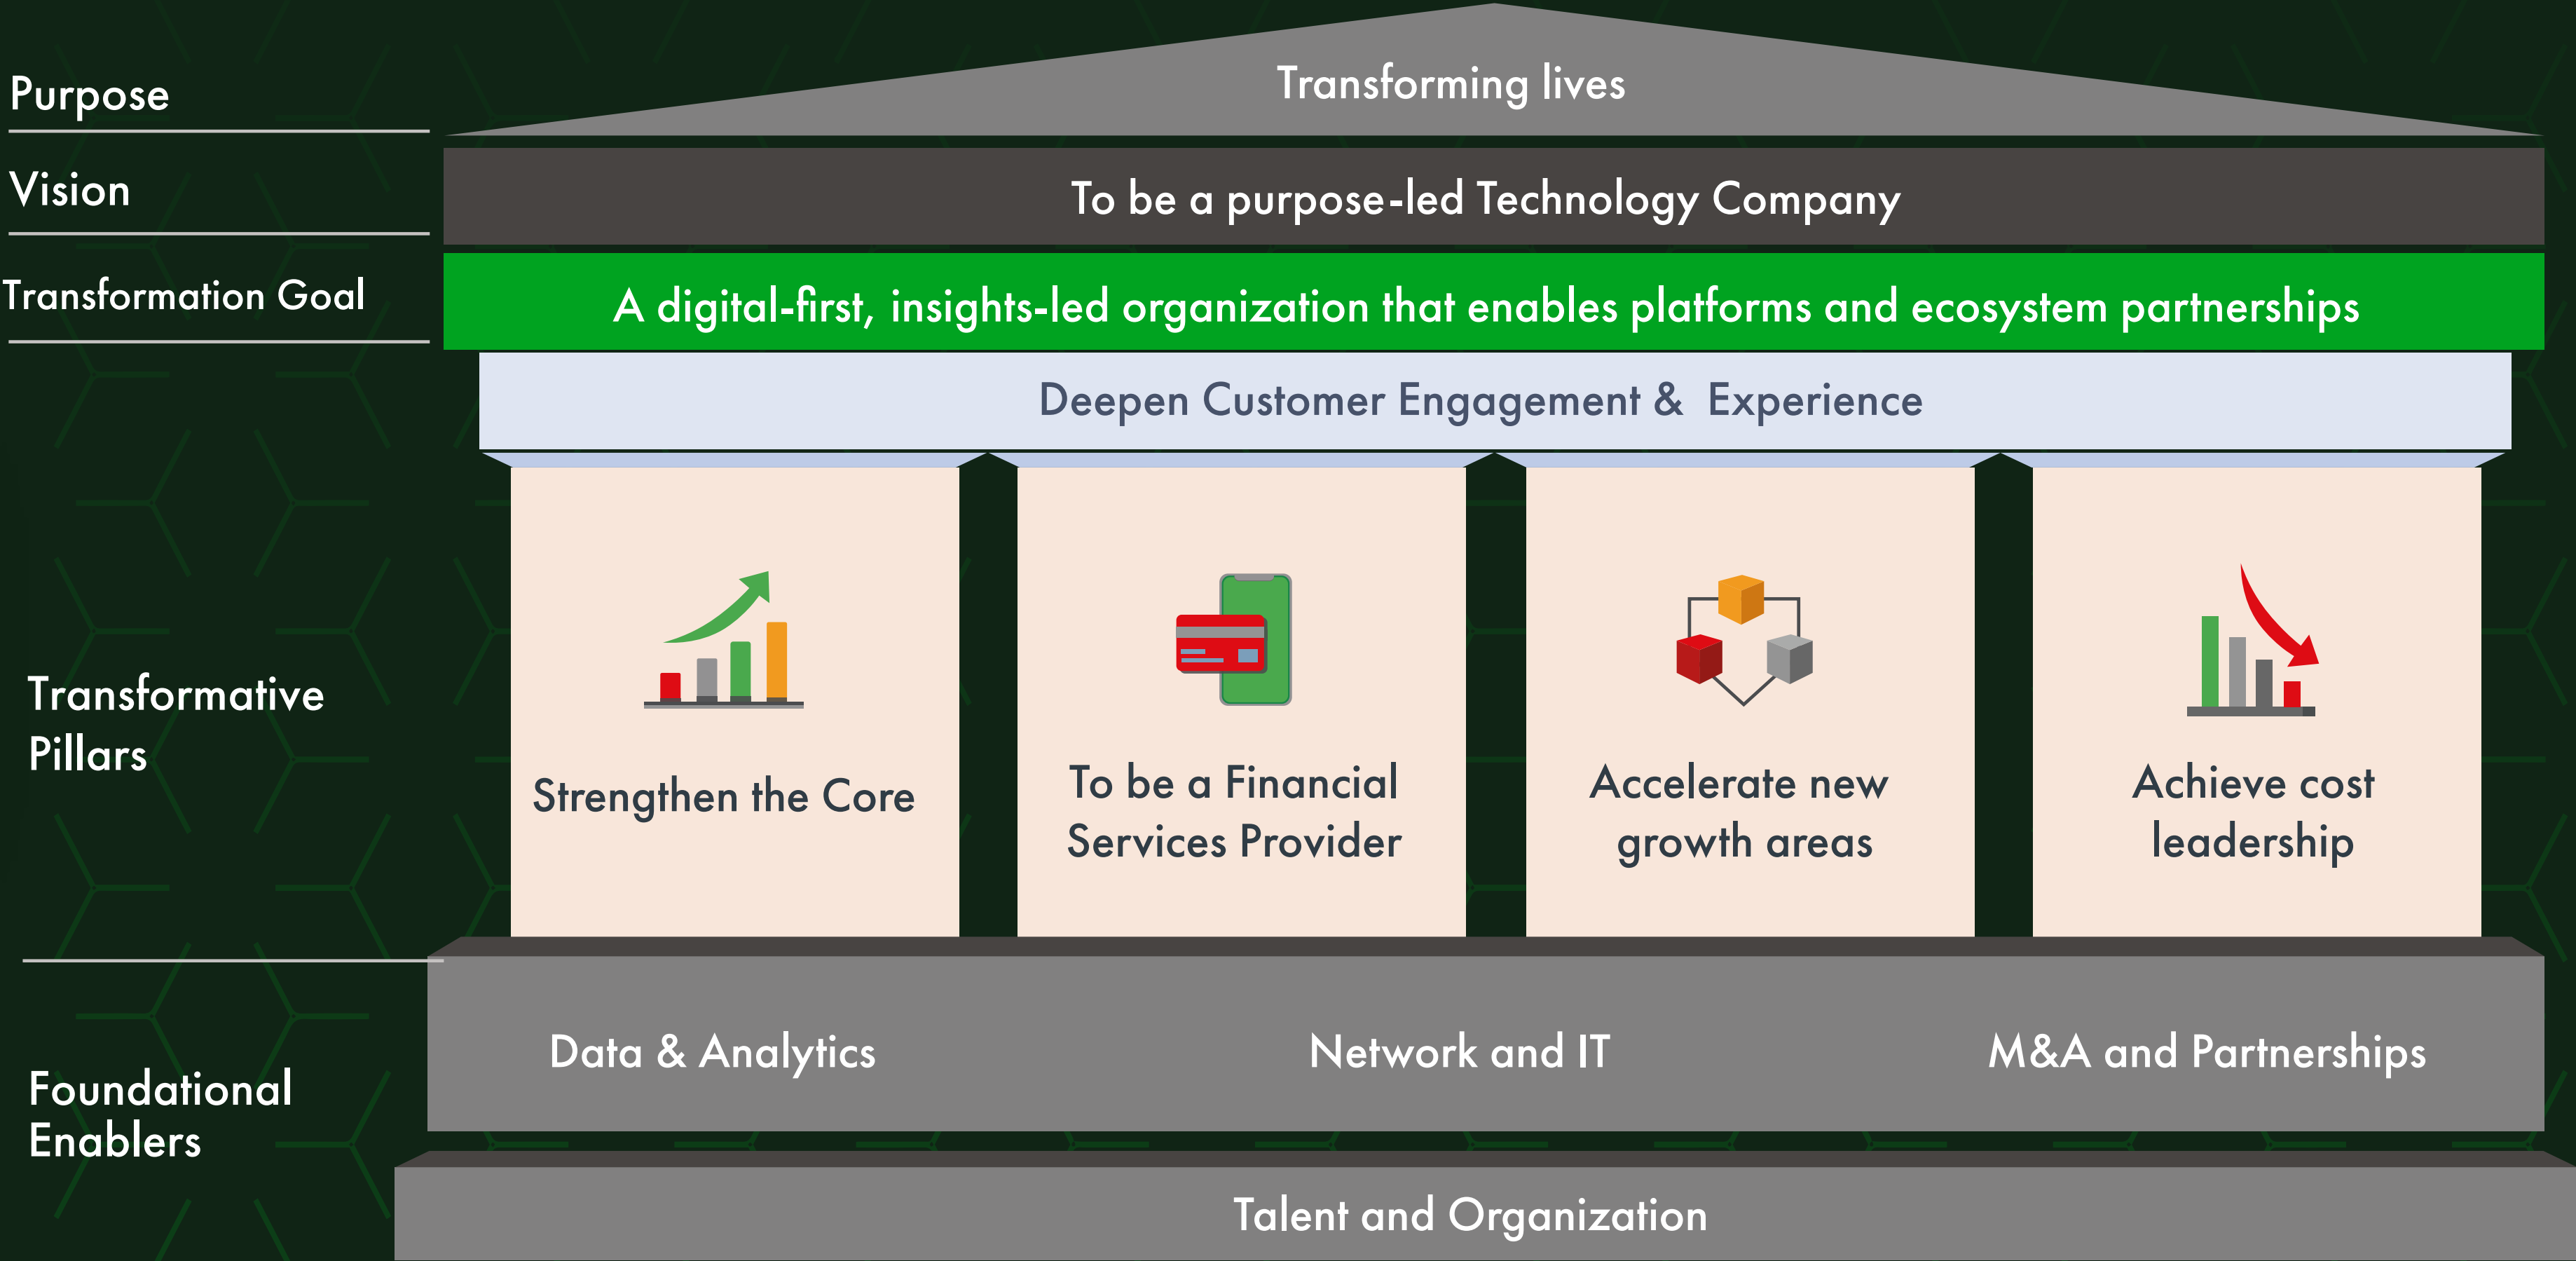 Purpose
Transforming lives
Vision
To be a purpose-led Technology Company
Transformation Goal
A digital-first, insights-led organization that enables platforms and ecosystem partnerships
Deepen Customer Engagement & Experience
Transformative
Pillars
Strengthen the Core
To be a Financial
Services Provider
Accelerate new
growth areas
Achieve cost
leadership
Foundational
Enablers
Data & Analytics
Network and IT
M&A and Partnerships
Talent and Organization